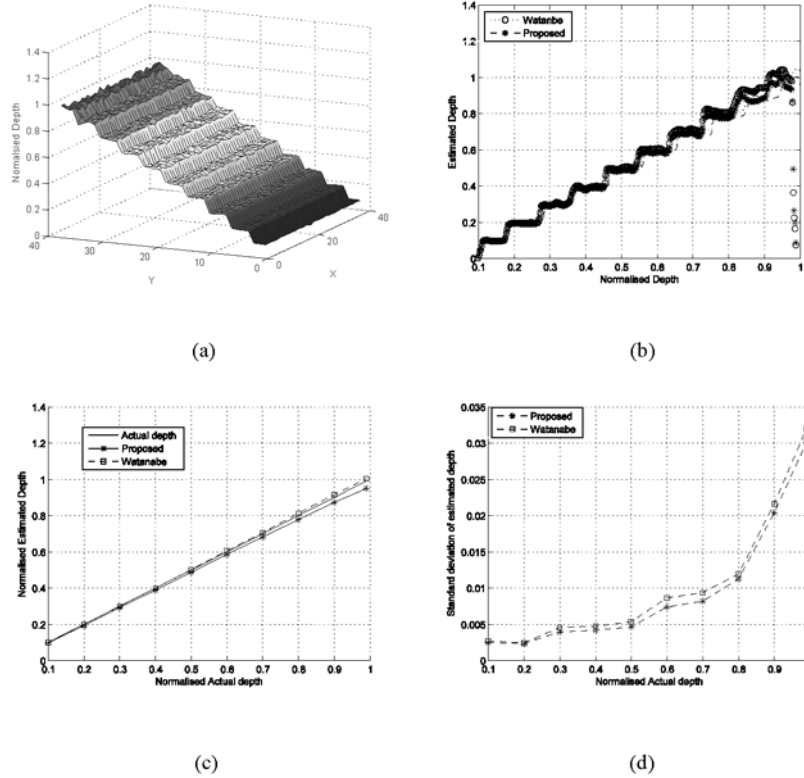 1.4
1.2
1
0.8
0.6
0.4
0.2
0
Nomalsied Depth
40
30
20
10
0
Y
0
20
40
X
(a)
1.4
1.2
1
0.8
0.6
0.4
0.2
0
Estimated Depth
Watanbe
Proposed
0.1 0.2 0.3 0.4 0.5 0.6 0.7 0.8 0.9 1
Normalised Depth
(b)
1.4
1.2
1
0.8
0.6
0.4
0.2
0
Normalised Estimated Depth
Actual depth
Proposed
Watanabe
0.1 0.2 0.3 0.4 0.5 0.6 0.7 0.8 0.9 1
Normalised Actual depth
(c)
0.035
0.03
0.025
0.02
0.015
0.01
0.005
0
Standard deviation of estimated depth
Proposed
Watanabe
0.1 0.2 0.3 0.4 0.5 0.6 0.7 0.8 0.9
Normalised Actual depth
(d)